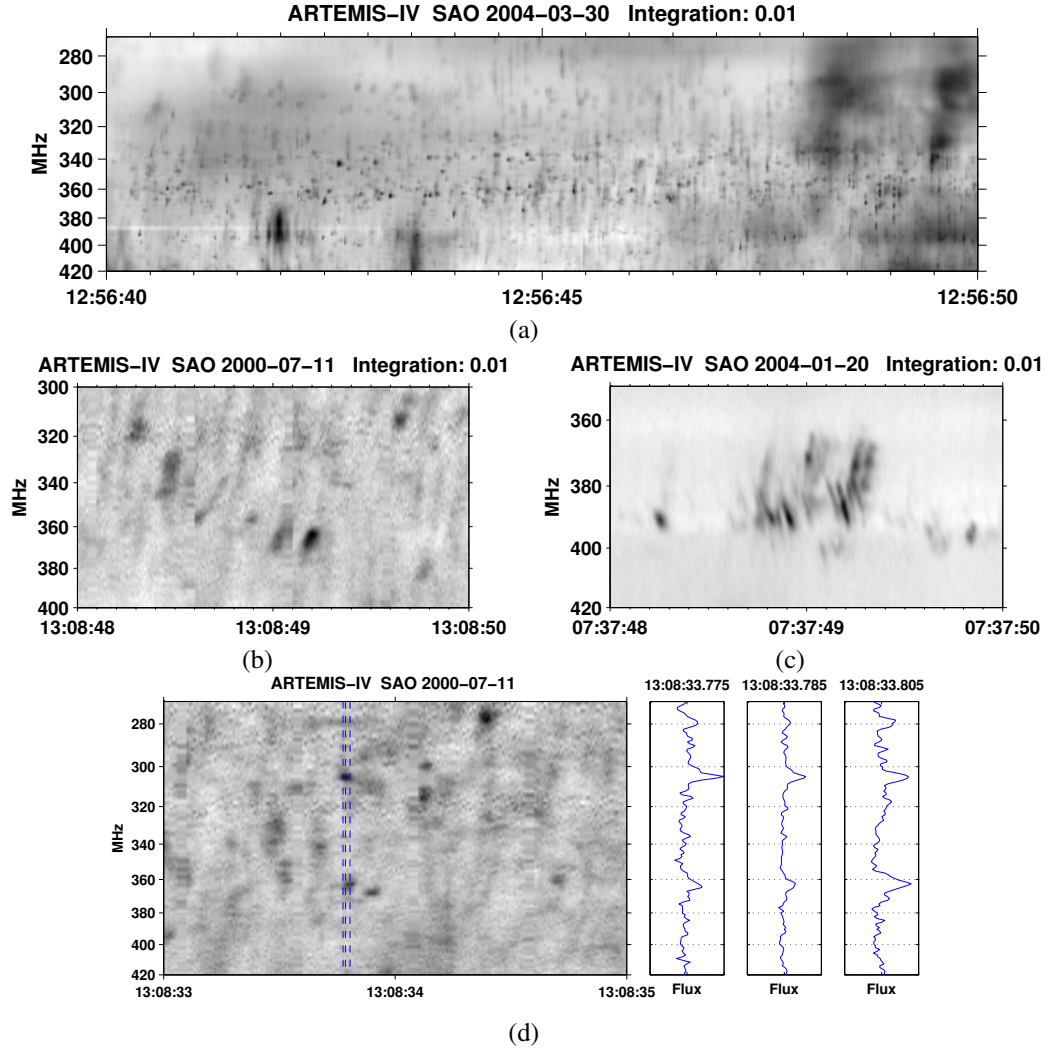 ARTEMIS−IV SAO 2004−03−30 Integration: 0.01
MHz
280
300
320
340
360
380
400
420
12:56:40 12:56:45 12:56:50
(a)
ARTEMIS−IV SAO 2000−07−11 Integration: 0.01
MHz
300
320
340
360
380
400
13:08:48 13:08:49 13:08:50
(b)
ARTEMIS−IV SAO 2004−01−20 Integration: 0.01
MHz
360
380
400
420
07:37:48 07:37:49 07:37:50
(c)
ARTEMIS−IV SAO 2000−07−11
MHz
280
300
320
340
360
380
400
420
13:08:33 13:08:34 13:08:35
13:08:33.775 13:08:33.785 13:08:33.805
Flux Flux Flux
(d)